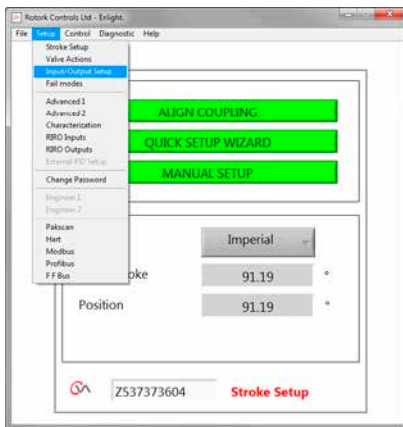 Rotork Controls Ltd - Enlight.
File Setup Control Diagnostic Help
Stroke Setup
Valve Actions
Input/Output Setup
Fail modes
Advanced 1
Advanced 2
Characterization
RIRO Inputs
RIRO Outputs
External PID Setup
Change Password
Engineer 1
Engineer 2
Pakscan
Hart
Modbus
Profibus
F F Bus
ALIGN COUPLING
QUICK SETUP WIZARD
MANUAL SETUP
Imperial
oke 91.19 °
Position 91.19 °
Z537373604 Stroke Setup